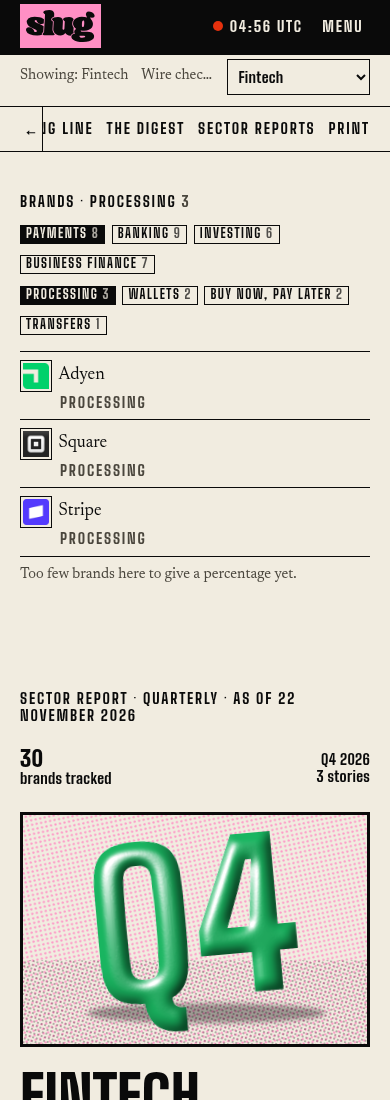 slug
04:56 UTC MENU
Showing: Fintech Wire chec... Fintech
← NG LINE THE DIGEST SECTOR REPORTS PRINT
BRANDS · PROCESSING 3
PAYMENTS 8 BANKING 9 INVESTING 6
BUSINESS FINANCE 7
PROCESSING 3 WALLETS 2 BUY NOW, PAY LATER 2
TRANSFERS 1
Adyen
PROCESSING
Square
PROCESSING
Stripe
PROCESSING
Too few brands here to give a percentage yet.
SECTOR REPORT · QUARTERLY · AS OF 22
NOVEMBER 2026
30
brands tracked
Q4 2026
3 stories
Q4
FINTECH